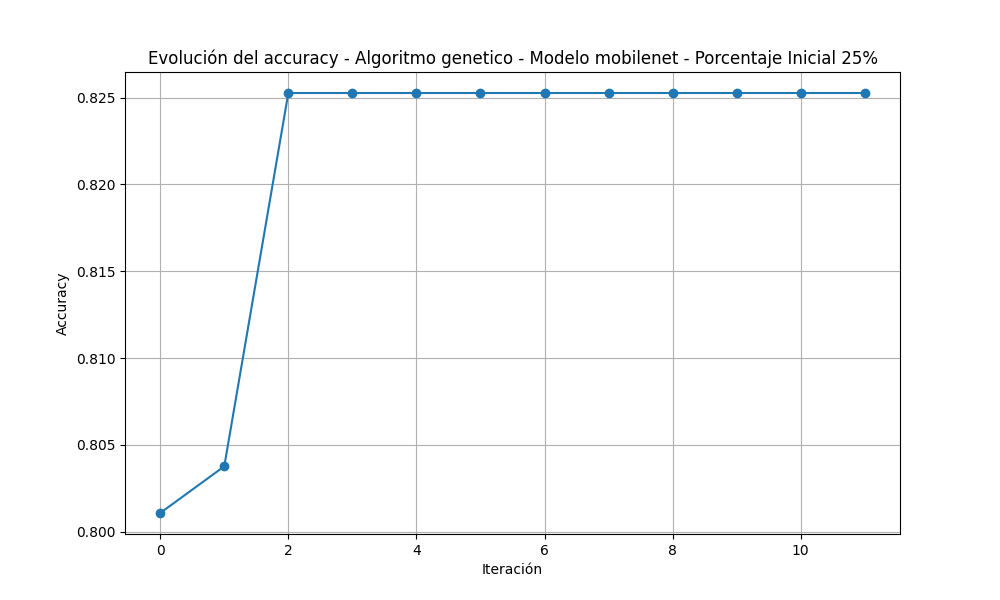 Evolución del accuracy - Algoritmo genetico - Modelo mobilenet - Porcentaje Inicial 25%
0.825
0.820
0.815
0.810
0.805
0.800
Accuracy
0 2 4 6 8 10
Iteración